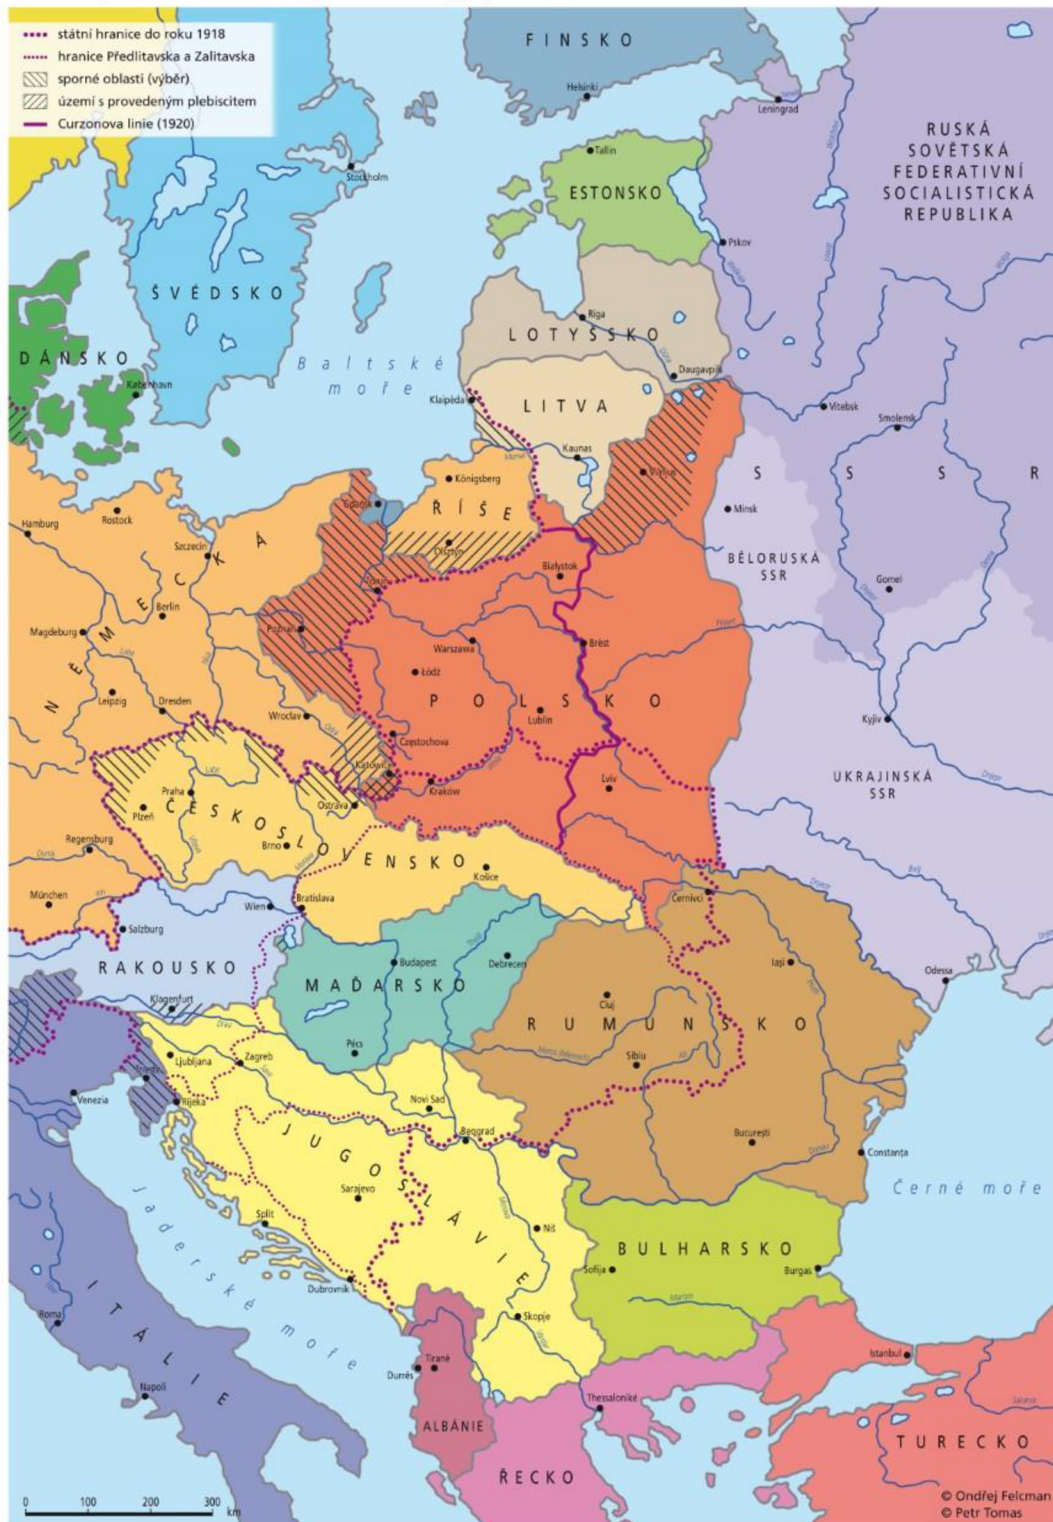 státní hranice do roku 1918
hranice Předlitavska a Zalitavska
sporné oblasti (výběr)
území s provedeným plebiscitem
Curzonova linie (1920)
FINSKO
Helsinki
Leningrad
RUSKÁ
SOVĚTSKÁ
FEDERATIVNÍ
SOCIALISTICKÁ
REPUBLIKA
Tallin
ESTONSKO
Stockholm
Pskov
ŠVÉDSKO
Riga
LOTYŠSKO
DÁNSKO
Baltské
moře
Daugavpils
København
Klaipėda
LITVA
Vitebsk
Smolensk
Kaunas
Vilnius
SSSR
Königsberg
Gdańsk
ŘÍŠE
Minsk
Rostock
Hamburg
Szczecin
Olsztyn
NĚMECKÁ
BĚLORUSKÁ
SSR
Białystok
Gomel
Berlin
Toruń
Magdeburg
Poznań
Warszawa
Brėst
Łódź
Leipzig
Dresden
POLSKO
Wrocław
Lublin
Kyjiv
Częstochova
Katowice
Kraków
Lviv
UKRAJINSKÁ
SSR
Praha
Ostrava
Plzeň
ČESKOSLOVENSKO
Regensburg
Brno
Košice
München
Wien
Bratislava
Černivci
Salzburg
RAKOUSKO
Budapest
Debrecen
Iași
Odessa
MAĎARSKO
Klagenfurt
Cluj
RUMUNSKO
Pécs
Ljubljana
Zagreb
Sibiu
Trieste
Venezia
Rijeka
Novi Sad
Beograd
București
Constanța
JUGOSLÁVIE
Sarajevo
Černé moře
Split
Niš
BULHARSKO
Sofija
Burgas
Jaderské moře
Dubrovnik
ITÁLIE
Roma
Skopje
Istanbul
Tiranë
Durrës
Napoli
Thessaloniké
ALBÁNIE
TURECKO
ŘECKO
0 100 200 300
km
© Ondřej Felcman
© Petr Tomas